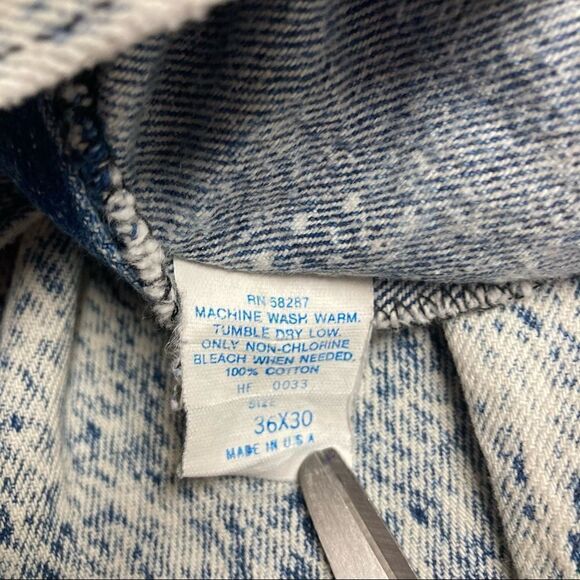 RN 58287
MACHINE WASH WARM.
TUMBLE DRY LOW.
ONLY NON-CHLORINE
BLEACH WHEN NEEDED.
100% COTTON
HF 0033
SIZE
36X30
MADE IN U.S.A